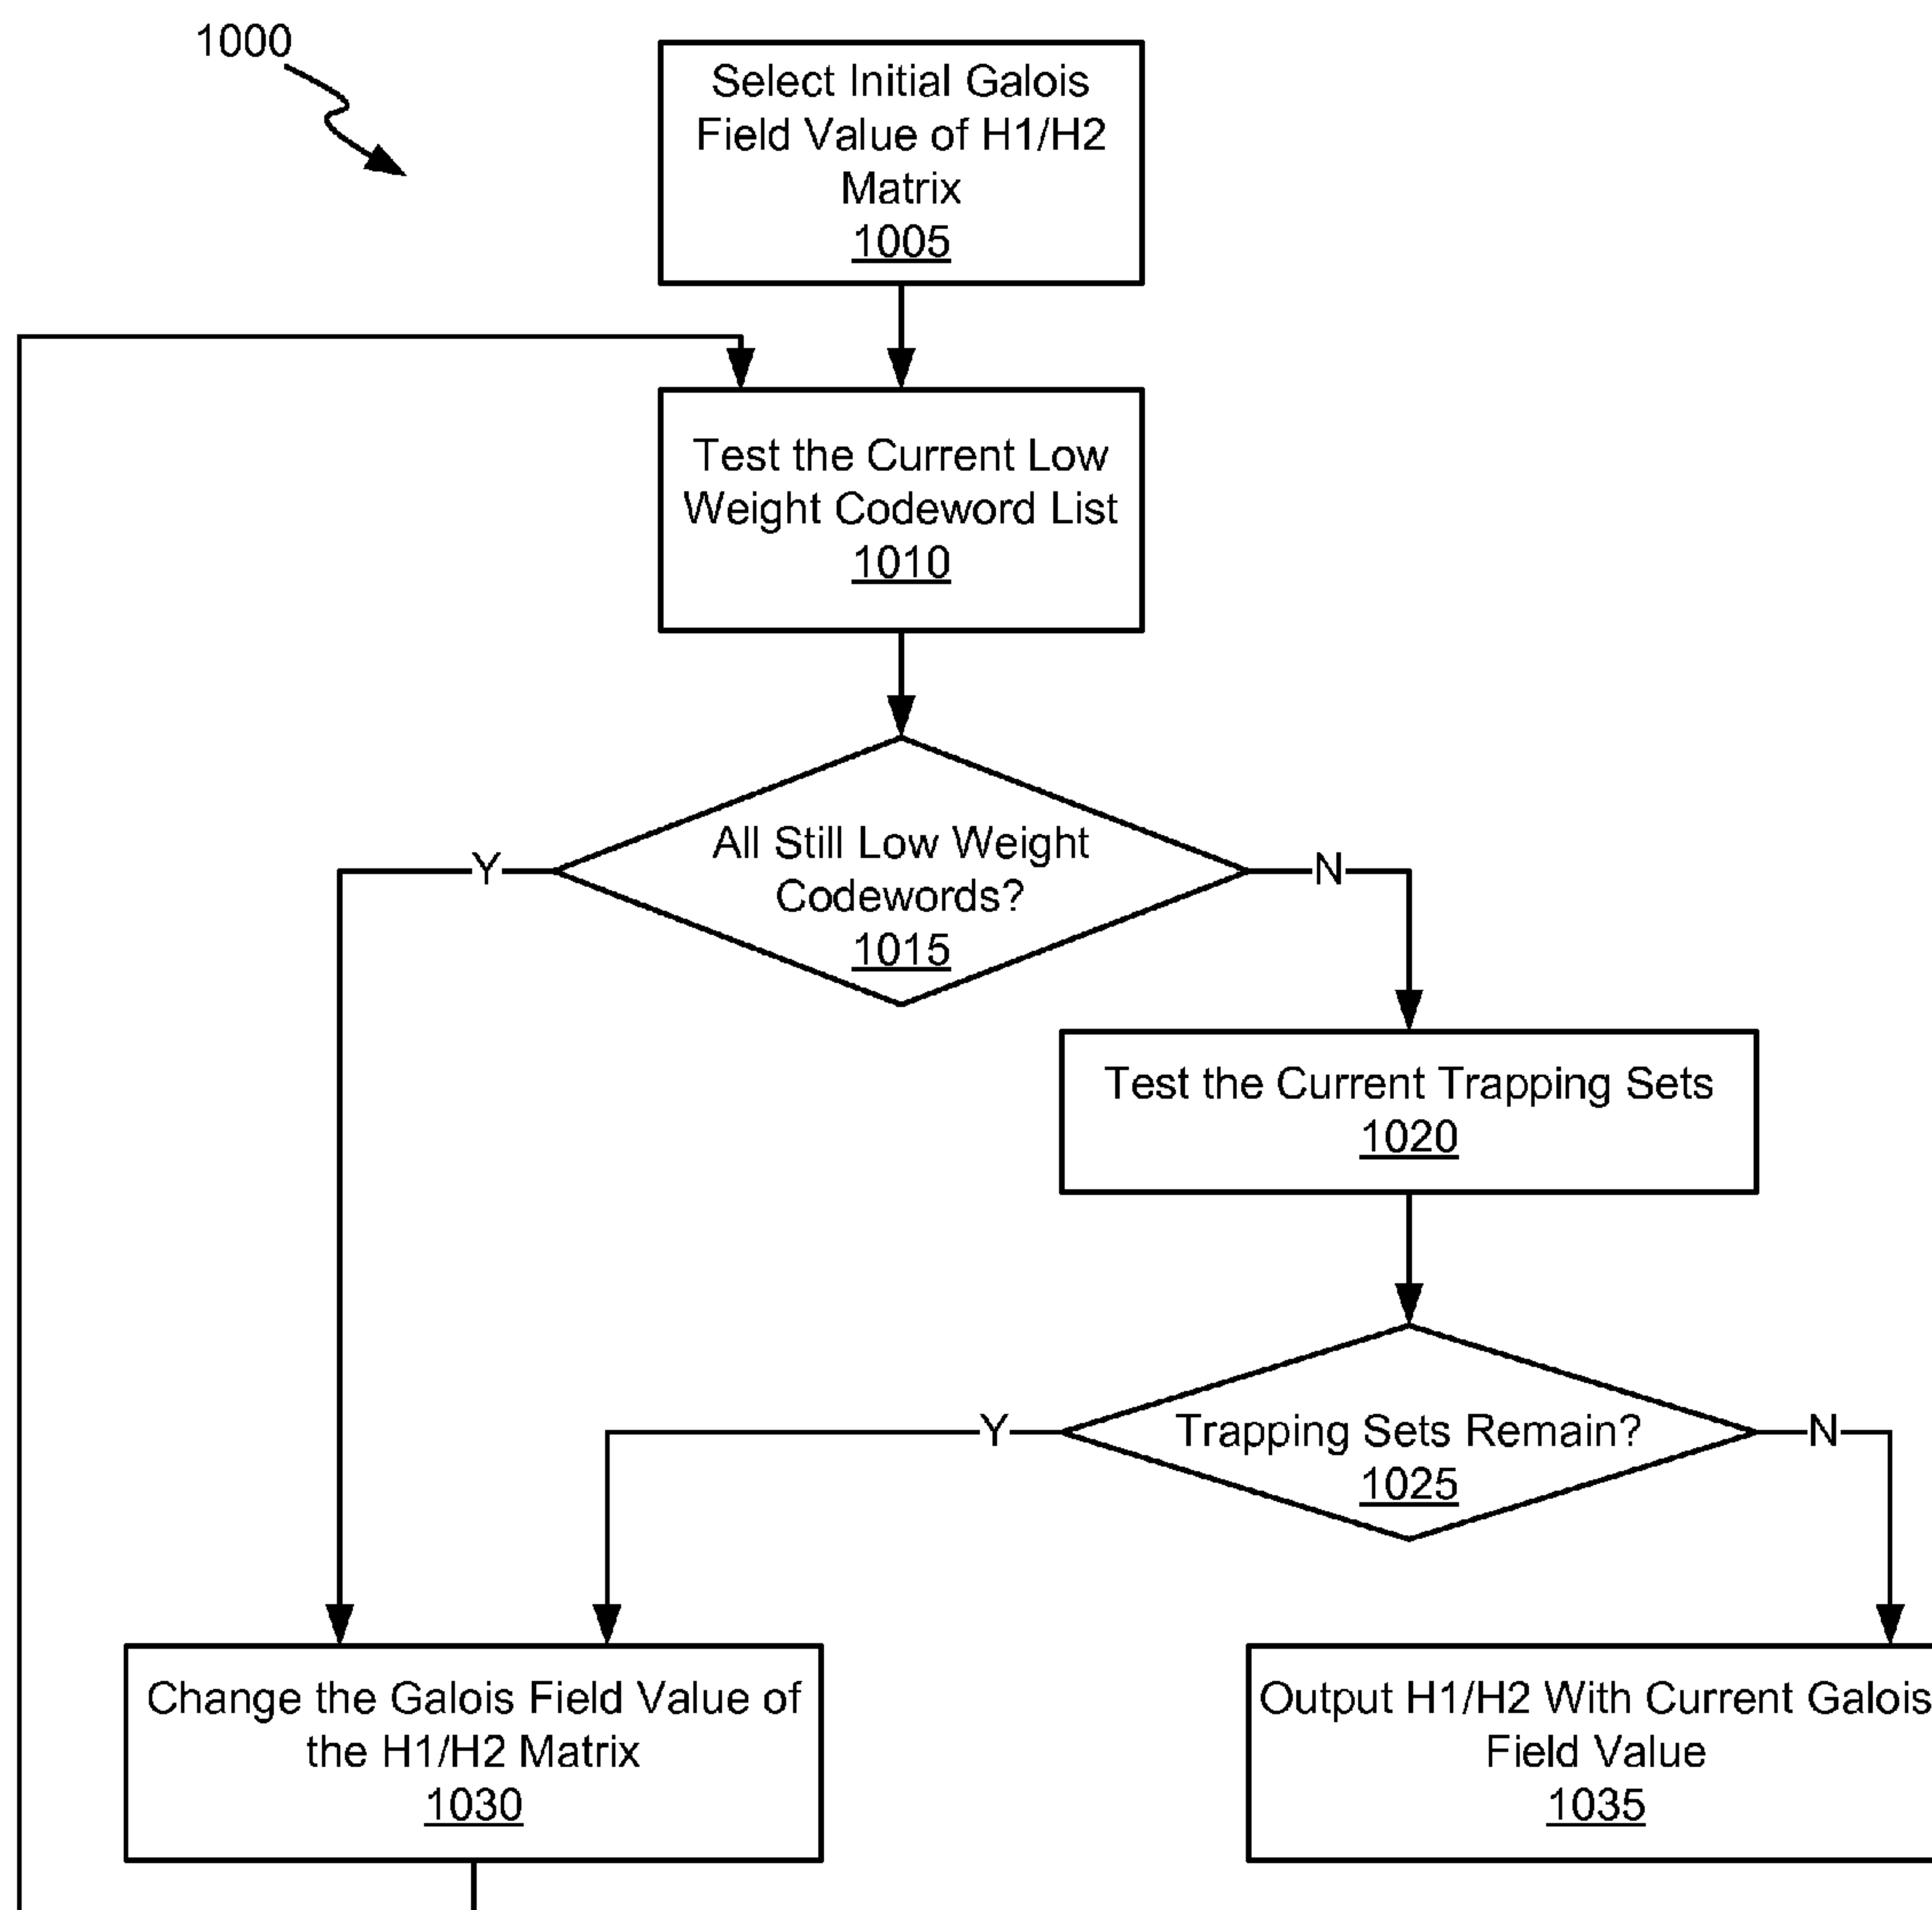 1000
Select Initial Galois
Field Value of H1/H2
Matrix
1005
Test the Current Low
Weight Codeword List
1010
All Still Low Weight
Codewords?
1015
Y
N
Test the Current Trapping Sets
1020
Trapping Sets Remain?
1025
Y
N
Change the Galois Field Value of
the H1/H2 Matrix
1030
Output H1/H2 With Current Galois
Field Value
1035